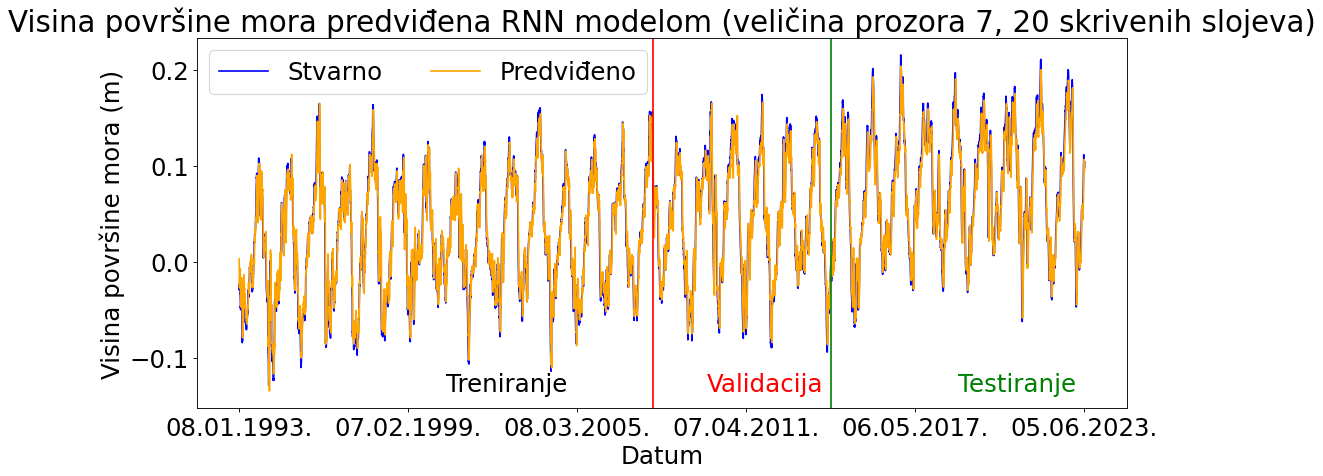 Visina površine mora predviđena RNN modelom (veličina prozora 7, 20 skrivenih slojeva)
Stvarno Predviđeno
Visina površine mora (m)
0.2
0.1
0.0
−0.1
Treniranje Validacija Testiranje
08.01.1993. 07.02.1999. 08.03.2005. 07.04.2011. 06.05.2017. 05.06.2023.
Datum